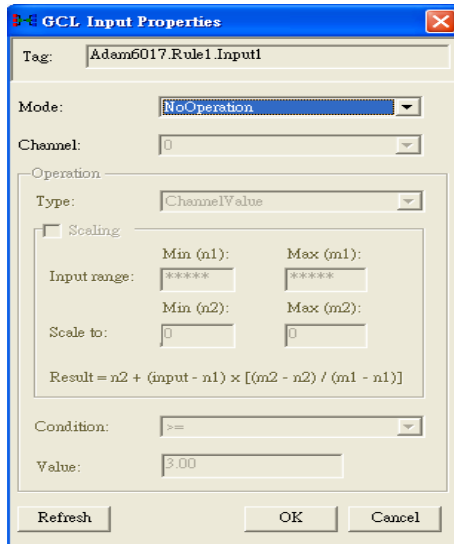 GCL Input Properties
Tag: Adam6017.Rule1.Input1
Mode: NoOperation
Channel: 0
Operation
Type: ChannelValue
Scaling
Min (n1): Max (m1):
Input range: ***** *****
Min (n2): Max (m2):
Scale to: 0 0
Result = n2 + (input - n1) x [(m2 - n2) / (m1 - n1)]
Condition: >=
Value: 3.00
Refresh OK Cancel